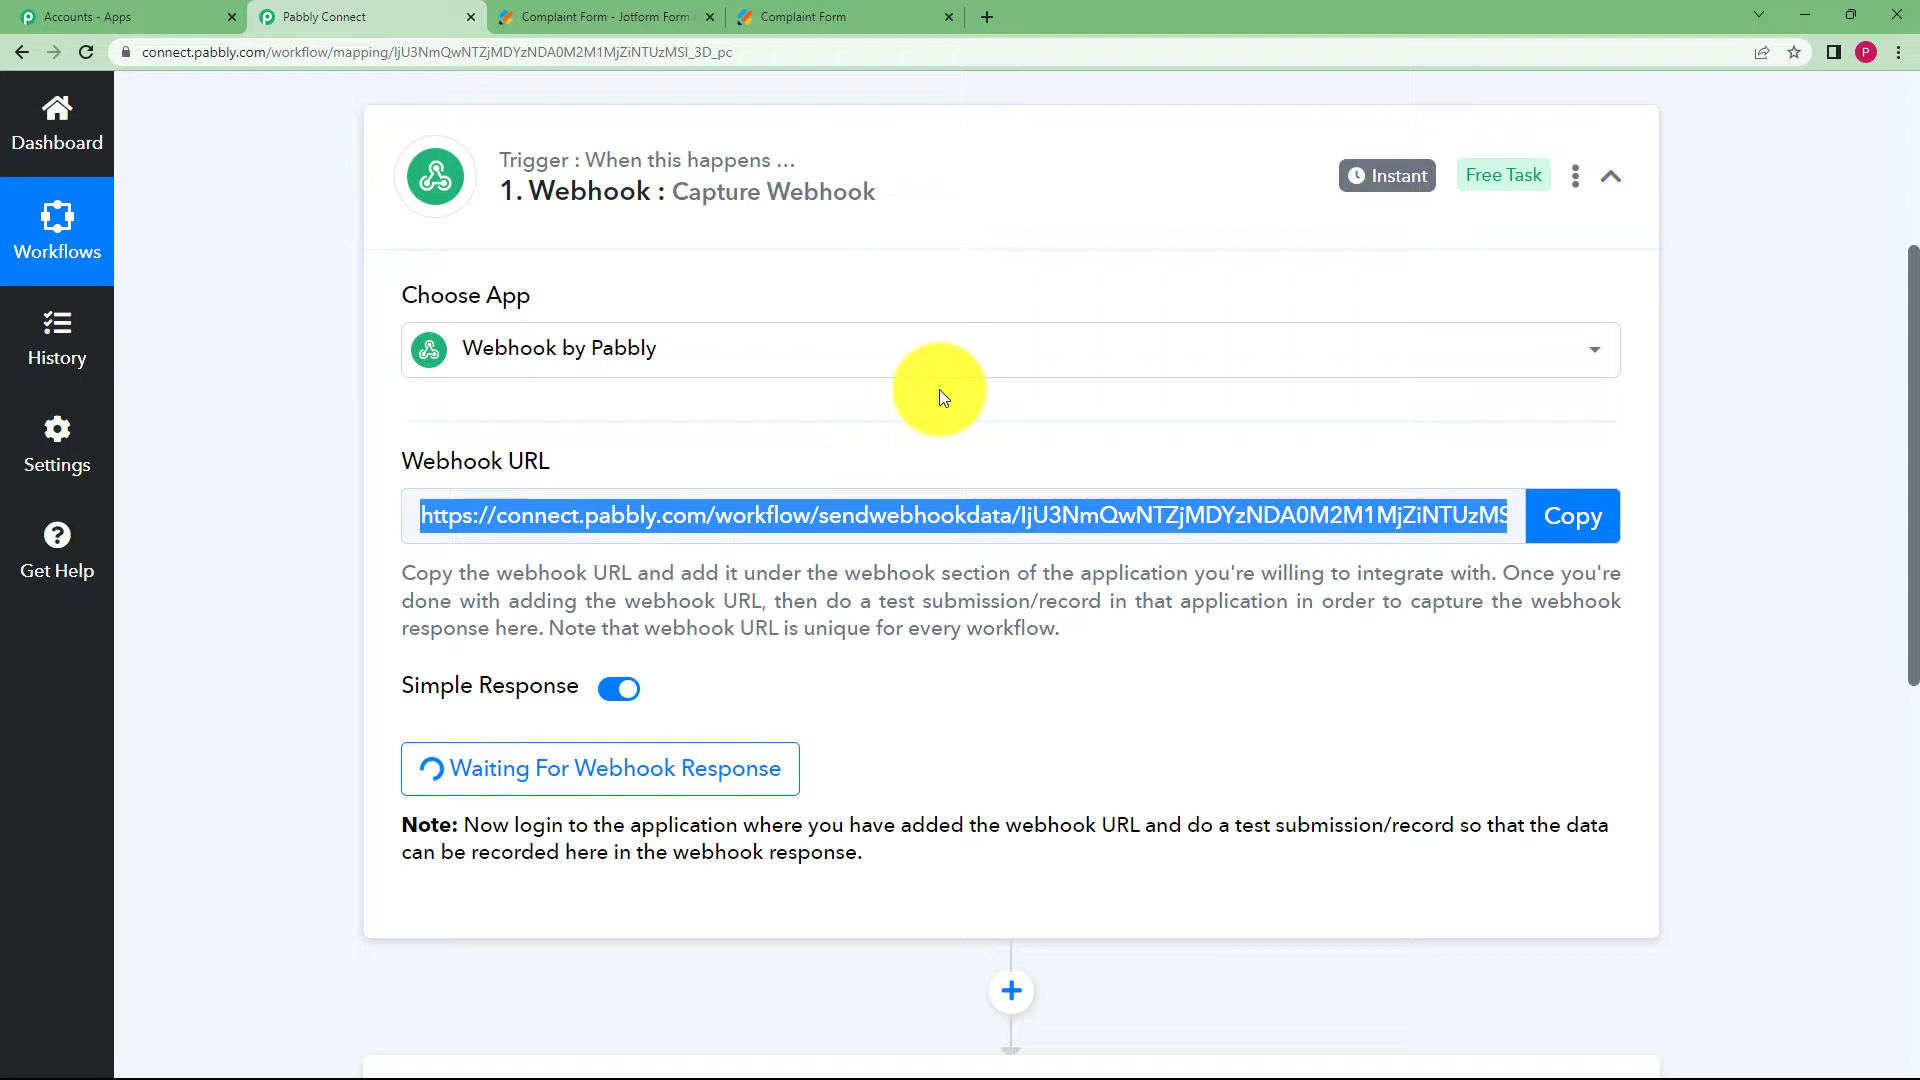 Accounts - Apps
Pabbly Connect
Complaint Form - Jotform Form
Complaint Form
connect.pabbly.com/workflow/mapping/IjU3NmQwNTZjMDYzNDA0M2M1MjZiNTUzMSI_3D_pc
P
Dashboard
Workflows
History
Settings
Get Help
Trigger : When this happens ...
1. Webhook : Capture Webhook
Instant
Free Task
Choose App
Webhook by Pabbly
Webhook URL
https://connect.pabbly.com/workflow/sendwebhookdata/IjU3NmQwNTZjMDYzNDA0M2M1MjZiNTUzMS
Copy
Copy the webhook URL and add it under the webhook section of the application you're willing to integrate with. Once you're
done with adding the webhook URL, then do a test submission/record in that application in order to capture the webhook
response here. Note that webhook URL is unique for every workflow.
Simple Response
Waiting For Webhook Response
Note: Now login to the application where you have added the webhook URL and do a test submission/record so that the data
can be recorded here in the webhook response.